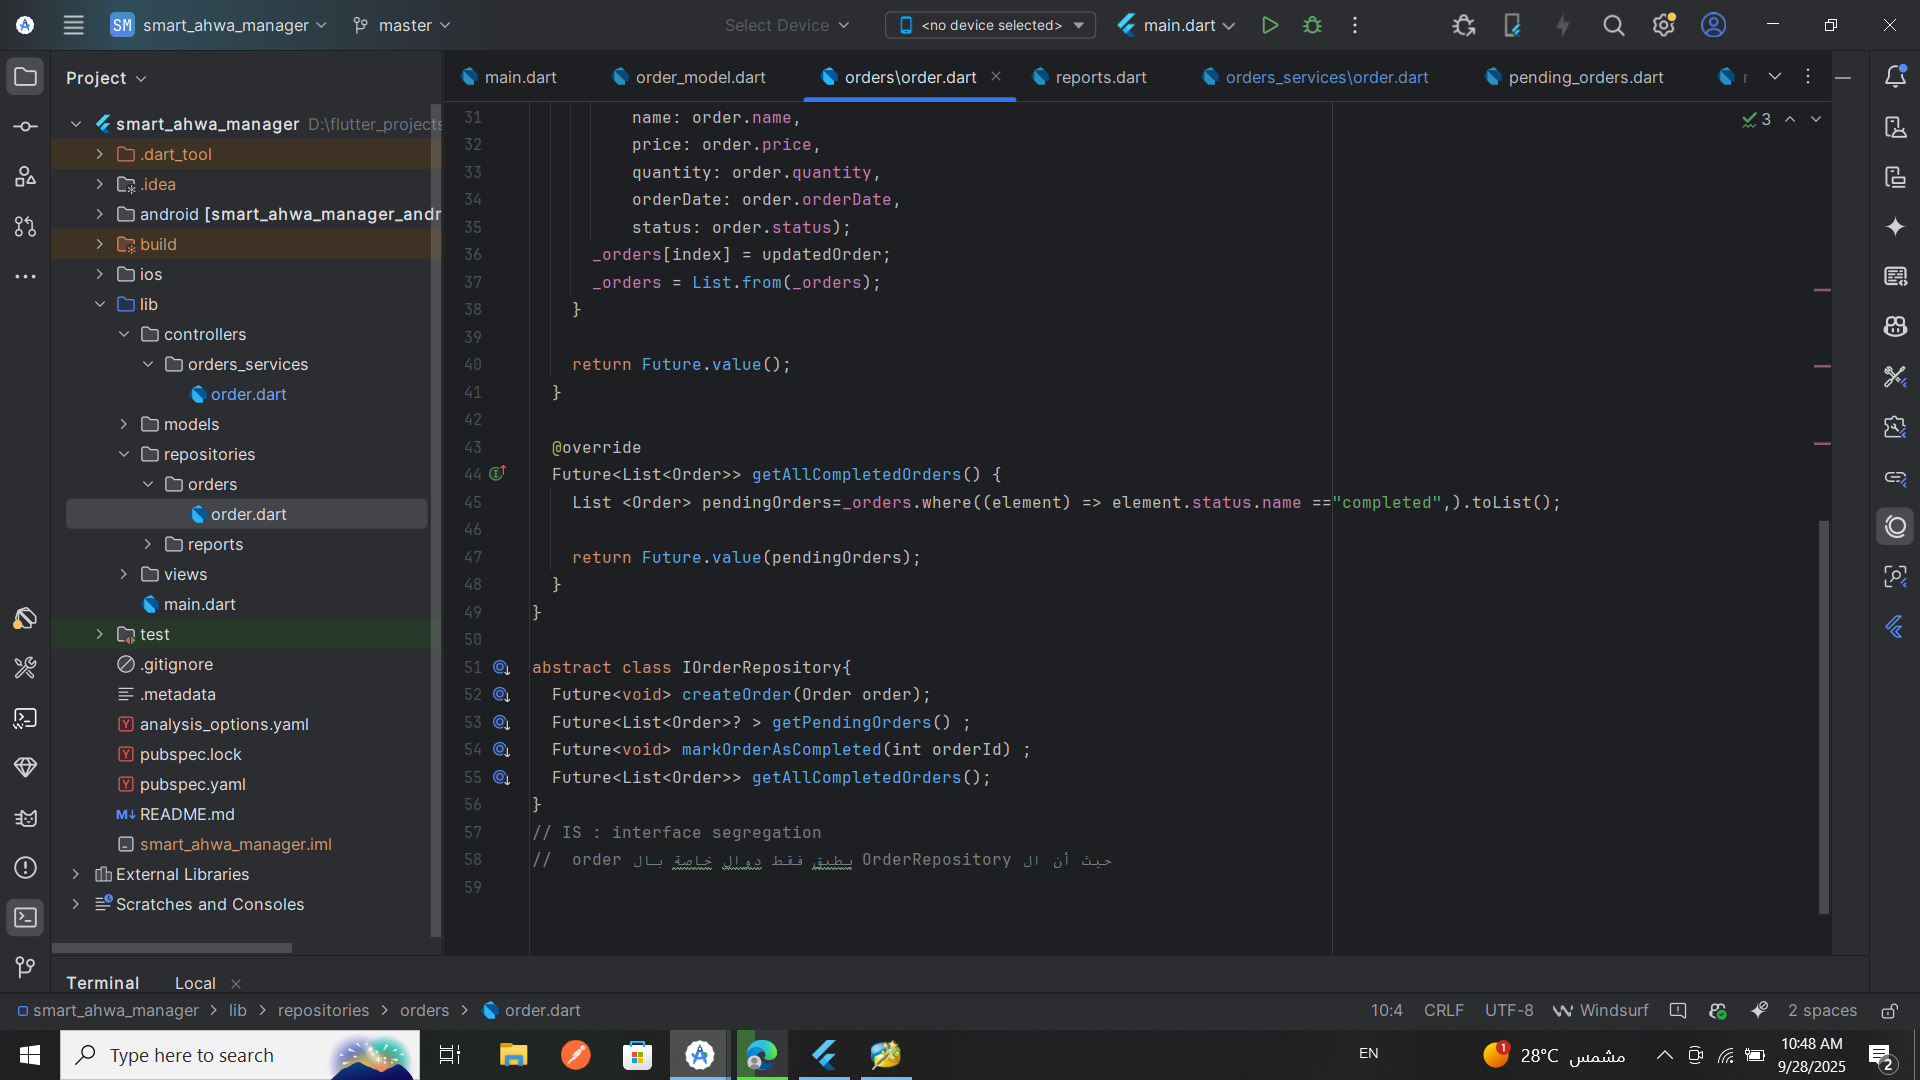 SM smart_ahwa_manager master Select Device <no device selected> main.dart
Project
main.dart order_model.dart orders\order.dart reports.dart orders_services\order.dart pending_orders.dart r
smart_ahwa_manager D:\flutter_projects
.dart_tool
.idea
android [smart_ahwa_manager_andr
build
ios
lib
controllers
orders_services
order.dart
models
repositories
orders
order.dart
reports
views
main.dart
test
.gitignore
.metadata
analysis_options.yaml
pubspec.lock
pubspec.yaml
README.md
smart_ahwa_manager.iml
External Libraries
Scratches and Consoles
3
31 name: order.name,
32 price: order.price,
33 quantity: order.quantity,
34 orderDate: order.orderDate,
35 status: order.status);
36 _orders[index] = updatedOrder;
37 _orders = List.from(_orders);
38 }
39
40 return Future.value();
41 }
42
43 @override
44 Future<List<Order>> getAllCompletedOrders() {
45 List <Order> pendingOrders=_orders.where((element) => element.status.name =="completed",).toList();
46
47 return Future.value(pendingOrders);
48 }
49 }
50
51 abstract class IOrderRepository{
52 Future<void> createOrder(Order order);
53 Future<List<Order>? > getPendingOrders() ;
54 Future<void> markOrderAsCompleted(int orderId) ;
55 Future<List<Order>> getAllCompletedOrders();
56 }
57 // IS : interface segregation
58 // حيث أن ال OrderRepository يطبق فقط دوال خاصة بال order
59
Terminal Local
smart_ahwa_manager > lib > repositories > orders > order.dart
10:4 CRLF UTF-8 Windsurf 2 spaces
Type here to search
EN
1
28°C مشمس
10:48 AM
9/28/2025
2